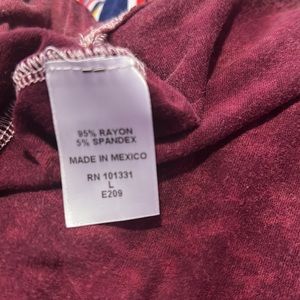 95% RAYON
5% SPANDEX
MADE IN MEXICO
RN 101331
L
E209